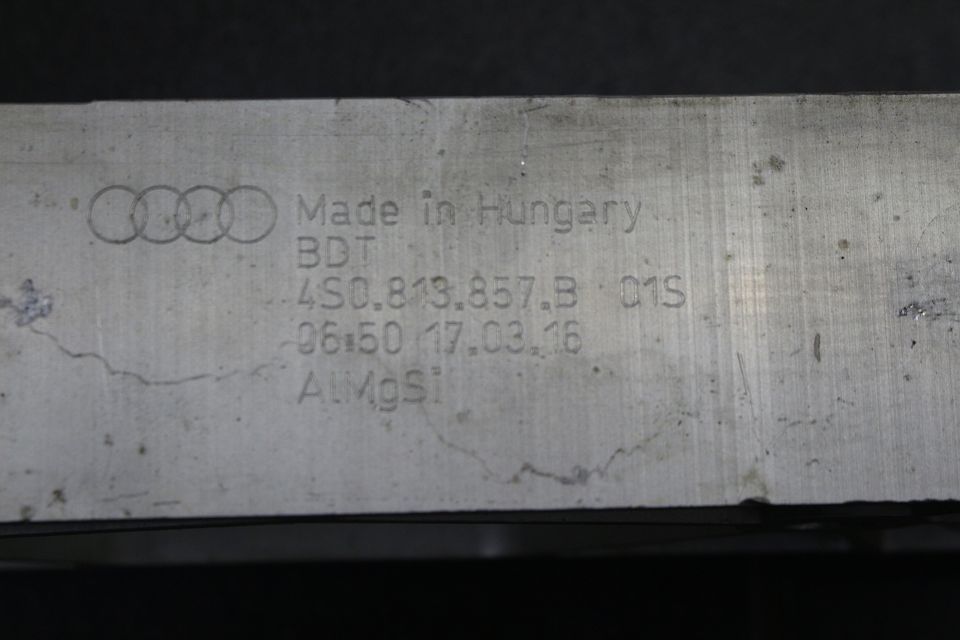 Made in Hungary
BDT
4S0.813.857.B 01S
06:50 17.03.16
AlMgSi